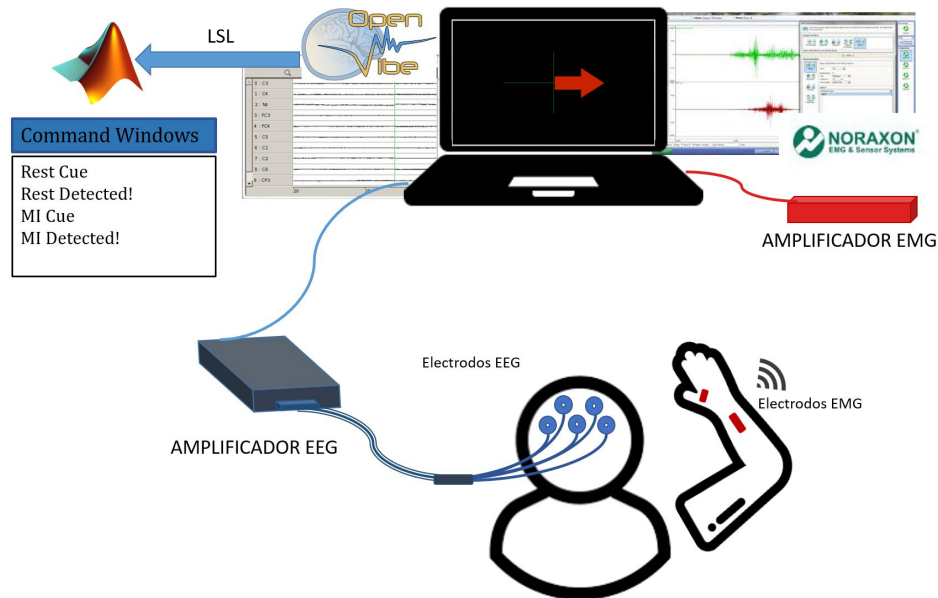 LSL
Open
Vibe
Command Windows
Rest Cue
Rest Detected!
MI Cue
MI Detected!
0 : C3
1 : C4
2 : Nz
3 : FC3
4 : FC4
5 : C5
6 : C1
7 : C2
8 : C6
9 : CP3
20
NORAXON®
EMG & Sensor Systems
AMPLIFICADOR EMG
Electrodos EEG
Electrodos EMG
AMPLIFICADOR EEG